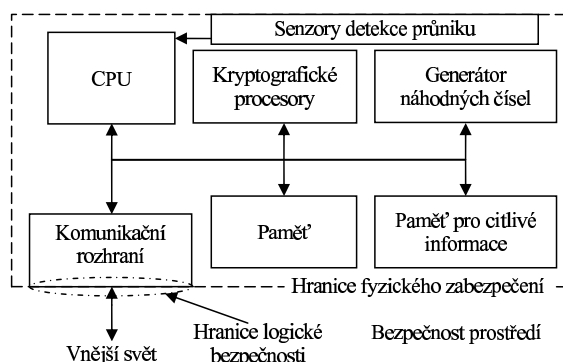 Senzory detekce průniku
CPU
Kryptografické
procesory
Generátor
náhodných čísel
Komunikační
rozhraní
Paměť
Paměť pro citlivé
informace
Hranice fyzického zabezpečení
Hranice logické
bezpečnosti
Bezpečnost prostředí
Vnější svět